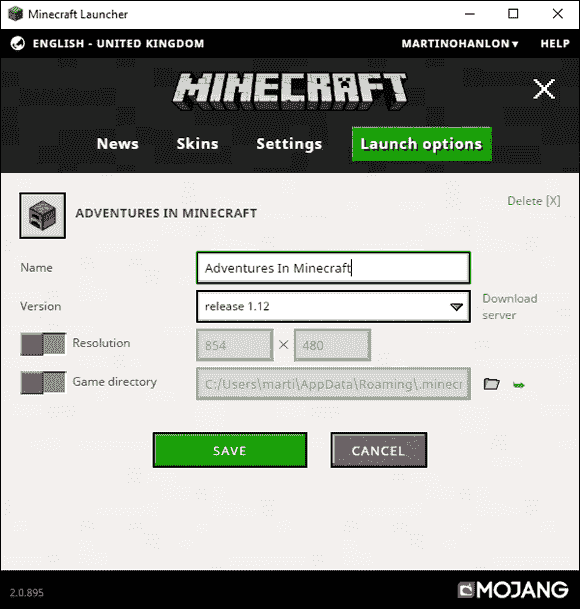 Minecraft Launcher
ENGLISH - UNITED KINGDOM MARTINOHANLON▼ HELP
MINECRAFT
News Skins Settings Launch options
ADVENTURES IN MINECRAFT Delete [X]
Name Adventures In Minecraft
Version release 1.12 Download
server
Resolution 854 × 480
Game directory C:/Users\marti\AppData\Roaming\.minecr
SAVE CANCEL
2.0.895 MOJANG